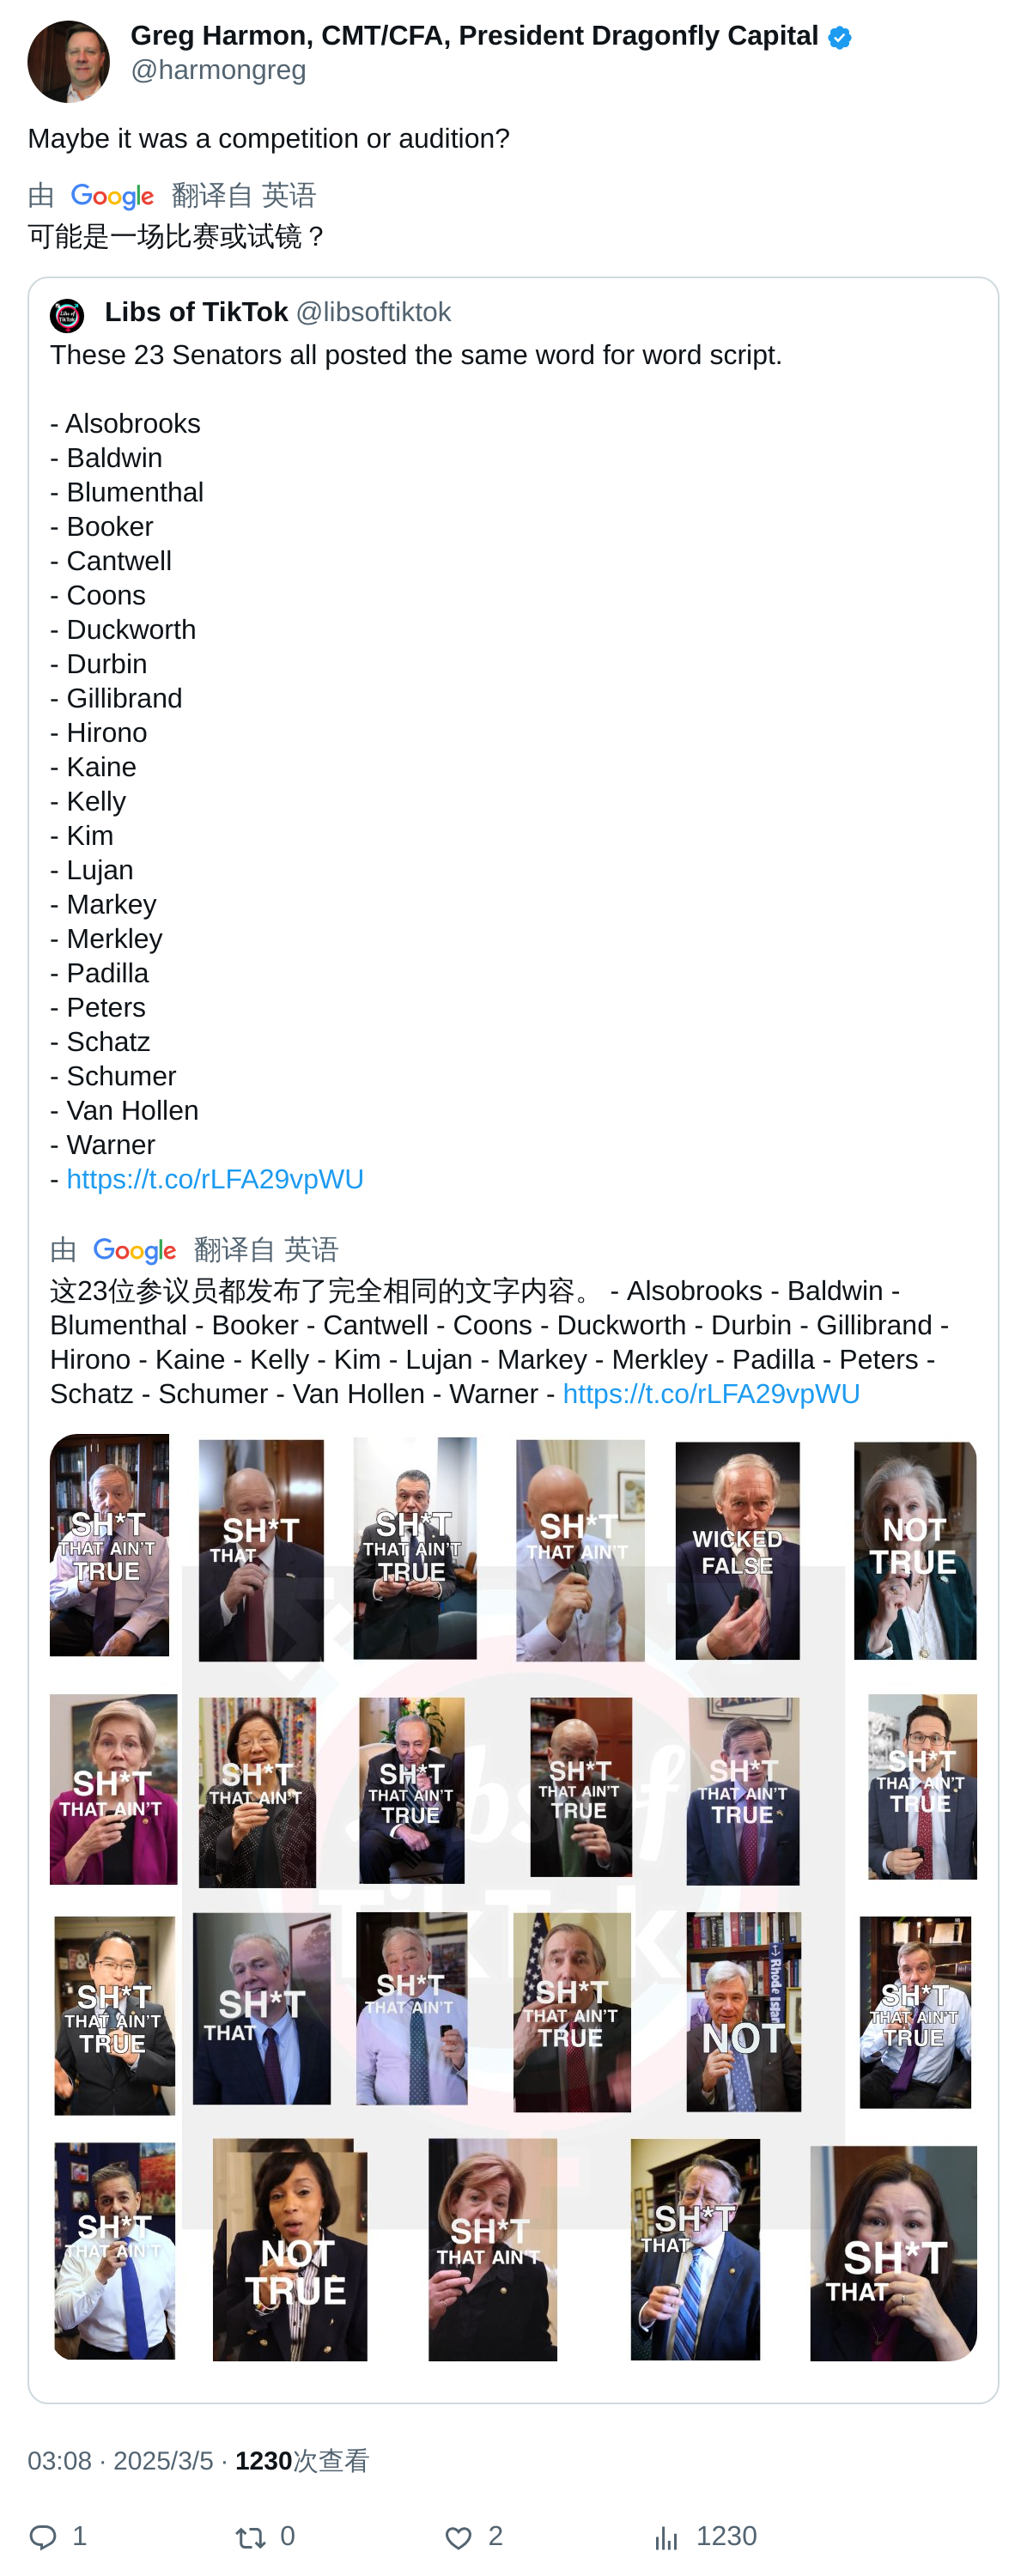 Greg Harmon, CMT/CFA, President Dragonfly Capital
@harmongreg
Maybe it was a competition or audition?
由 Google 翻译自 英语
可能是一场比赛或试镜？
Libs of TikTok @libsoftiktok
These 23 Senators all posted the same word for word script.
- Alsobrooks
- Baldwin
- Blumenthal
- Booker
- Cantwell
- Coons
- Duckworth
- Durbin
- Gillibrand
- Hirono
- Kaine
- Kelly
- Kim
- Lujan
- Markey
- Merkley
- Padilla
- Peters
- Schatz
- Schumer
- Van Hollen
- Warner
- https://t.co/rLFA29vpWU
由 Google 翻译自 英语
这23位参议员都发布了完全相同的文字内容。 - Alsobrooks - Baldwin -
Blumenthal - Booker - Cantwell - Coons - Duckworth - Durbin - Gillibrand -
Hirono - Kaine - Kelly - Kim - Lujan - Markey - Merkley - Padilla - Peters -
Schatz - Schumer - Van Hollen - Warner - https://t.co/rLFA29vpWU
SH*T
THAT AIN'T
TRUE
SH*T
THAT
SH*T
THAT AIN'T
TRUE
SH*T
THAT AIN'T
WICKED
FALSE
NOT
TRUE
SH*T
THAT AIN'T
SH*T
THAT AIN'T
SH*T
THAT AIN'T
TRUE
SH*T
THAT AIN'T
TRUE
SH*T
THAT AIN'T
TRUE
SH*T
THAT AIN'T
TRUE
Libs of
TikTok
SH*T
THAT AIN'T
TRUE
SH*T
THAT
SH*T
THAT AIN'T
SH*T
THAT AIN'T
TRUE
Rhode Island
NOT
SH*T
THAT AIN'T
TRUE
SH*T
THAT AIN'T
NOT
TRUE
SH*T
THAT AIN'T
SH*T
THAT
SH*T
THAT
03:08 · 2025/3/5 · 1230次查看
1
0
2
1230